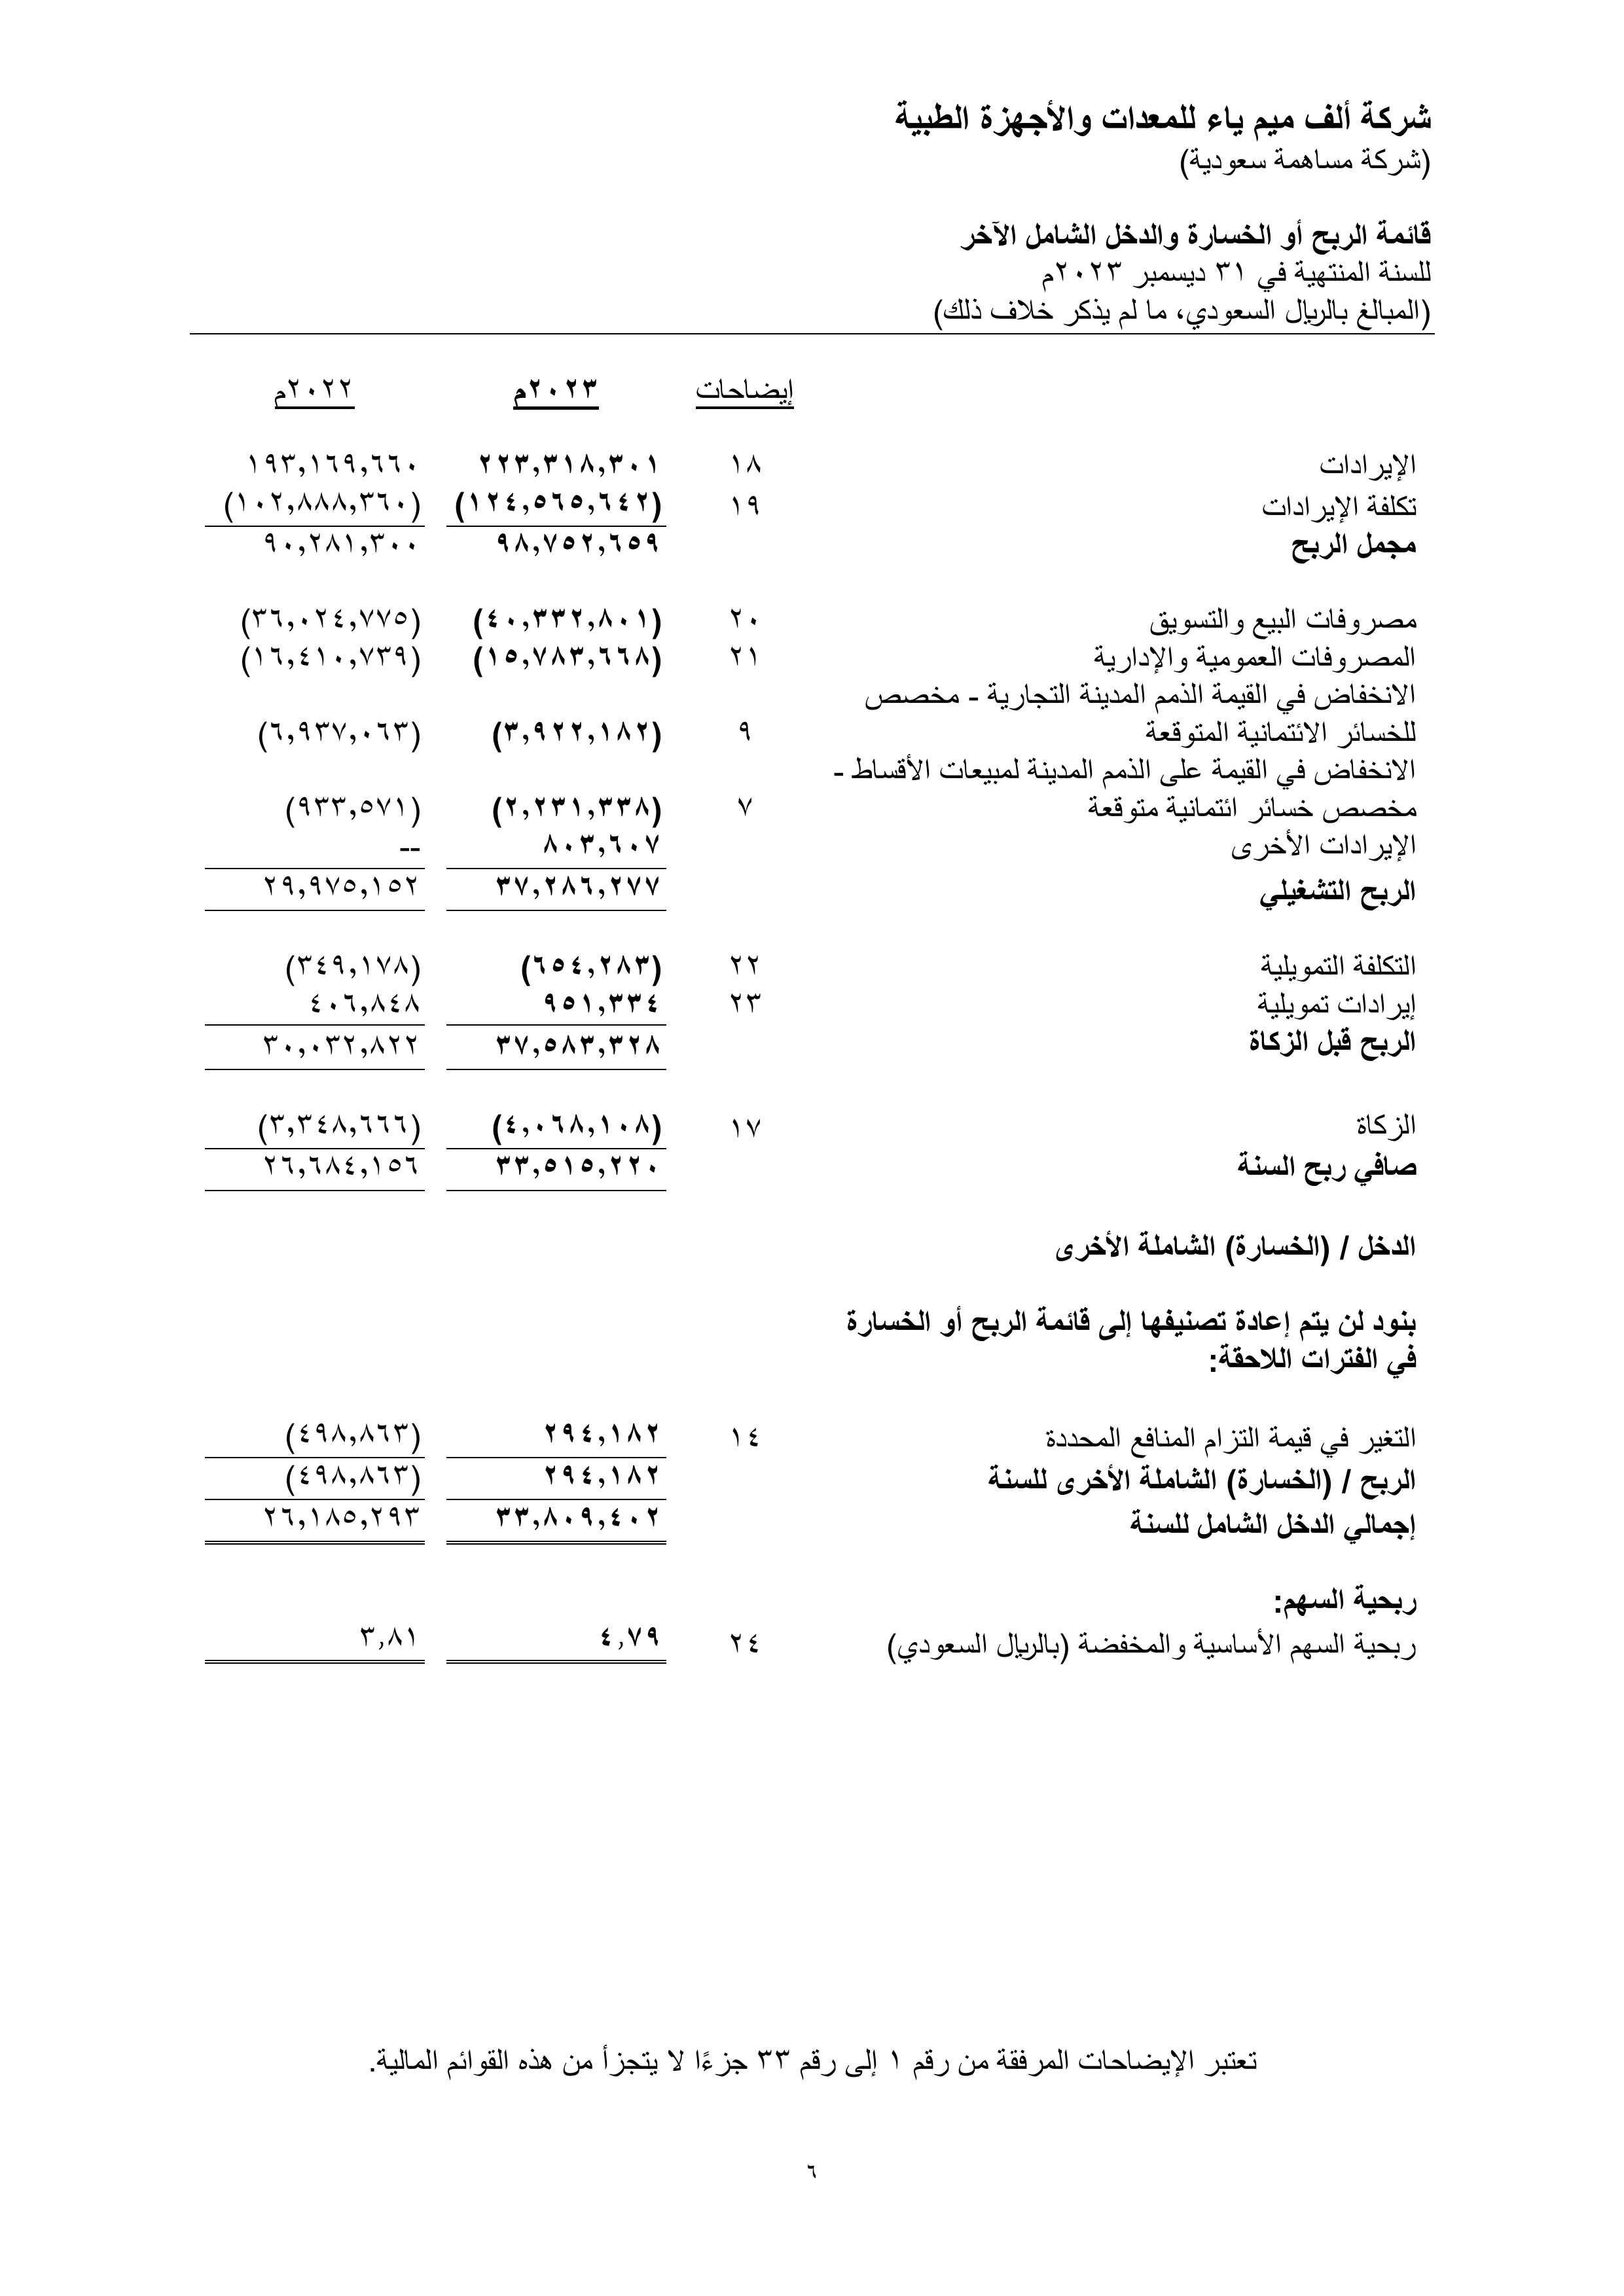 شركة ألف ميم ياء للمعدات والأجهزة الطبية
(شركة مساهمة سعودية)
قائمة الربح أو الخسارة والدخل الشامل الآخر
للسنة المنتهية في ٣١ ديسمبر ٢٠٢٣م
(المبالغ بالريال السعودي، ما لم يذكر خلاف ذلك)
إيضاحات ٢٠٢٣م ٢٠٢٢م
الإيرادات ١٨ ٢٢٣,٣١٨,٣٠١ ١٩٣,١٦٩,٦٦٠
تكلفة الإيرادات ١٩ (١٢٤,٥٦٥,٦٤٢) (١٠٢,٨٨٨,٣٦٠)
مجمل الربح ٩٨,٧٥٢,٦٥٩ ٩٠,٢٨١,٣٠٠
مصروفات البيع والتسويق ٢٠ (٤٠,٣٣٢,٨٠١) (٣٦,٠٢٤,٧٧٥)
المصروفات العمومية والإدارية ٢١ (١٥,٧٨٣,٦٦٨) (١٦,٤١٠,٧٣٩)
الانخفاض في القيمة الذمم المدينة التجارية - مخصص
للخسائر الائتمانية المتوقعة ٩ (٣,٩٢٢,١٨٢) (٦,٩٣٧,٠٦٣)
الانخفاض في القيمة على الذمم المدينة لمبيعات الأقساط -
مخصص خسائر ائتمانية متوقعة ٧ (٢,٢٣١,٣٣٨) (٩٣٣,٥٧١)
الإيرادات الأخرى ٨٠٣,٦٠٧ --
الربح التشغيلي ٣٧,٢٨٦,٢٧٧ ٢٩,٩٧٥,١٥٢
التكلفة التمويلية ٢٢ (٦٥٤,٢٨٣) (٣٤٩,١٧٨)
إيرادات تمويلية ٢٣ ٩٥١,٣٣٤ ٤٠٦,٨٤٨
الربح قبل الزكاة ٣٧,٥٨٣,٣٢٨ ٣٠,٠٣٢,٨٢٢
الزكاة ١٧ (٤,٠٦٨,١٠٨) (٣,٣٤٨,٦٦٦)
صافي ربح السنة ٣٣,٥١٥,٢٢٠ ٢٦,٦٨٤,١٥٦
الدخل / (الخسارة) الشاملة الأخرى
بنود لن يتم إعادة تصنيفها إلى قائمة الربح أو الخسارة
في الفترات اللاحقة:
التغير في قيمة التزام المنافع المحددة ١٤ ٢٩٤,١٨٢ (٤٩٨,٨٦٣)
الربح / (الخسارة) الشاملة الأخرى للسنة ٢٩٤,١٨٢ (٤٩٨,٨٦٣)
إجمالي الدخل الشامل للسنة ٣٣,٨٠٩,٤٠٢ ٢٦,١٨٥,٢٩٣
ربحية السهم:
ربحية السهم الأساسية والمخفضة (بالريال السعودي) ٢٤ ٤,٧٩ ٣,٨١
تعتبر الإيضاحات المرفقة من رقم ١ إلى رقم ٣٣ جزءًا لا يتجزأ من هذه القوائم المالية.
٦